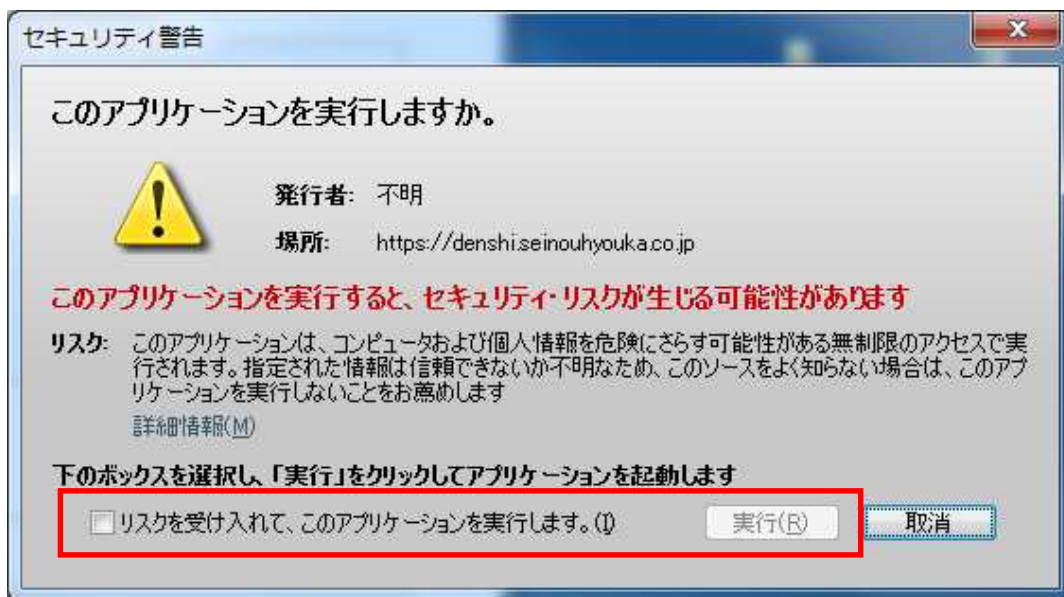 セキュリティ警告
このアプリケーションを実行しますか。
発行者: 不明
場所: https://denshi.seinouhyouka.co.jp
このアプリケーションを実行すると、セキュリティ・リスクが生じる可能性があります
リスク: このアプリケーションは、コンピュータおよび個人情報を危険にさらす可能性がある無制限のアクセスで実
行されます。指定された情報は信頼できないか不明なため、このソースをよく知らない場合は、このアプ
リケーションを実行しないことをお薦めします
詳細情報(M)
下のボックスを選択し、「実行」をクリックしてアプリケーションを起動します
リスクを受け入れて、このアプリケーションを実行します。(I) 実行(R) 取消